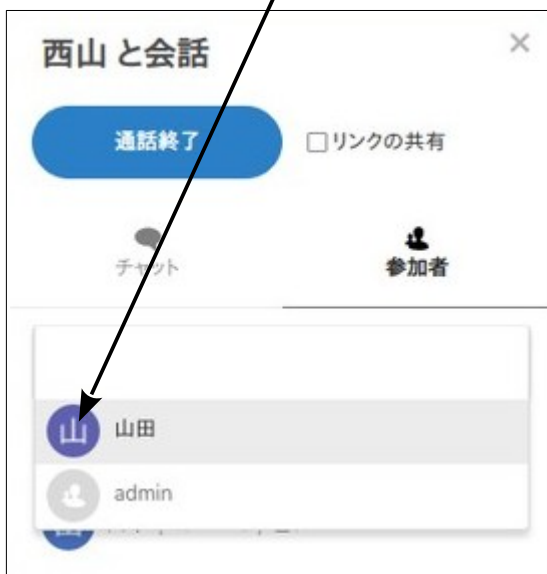 西山 と会話
×
通話終了
リンクの共有
チャット
参加者
山 山田
admin